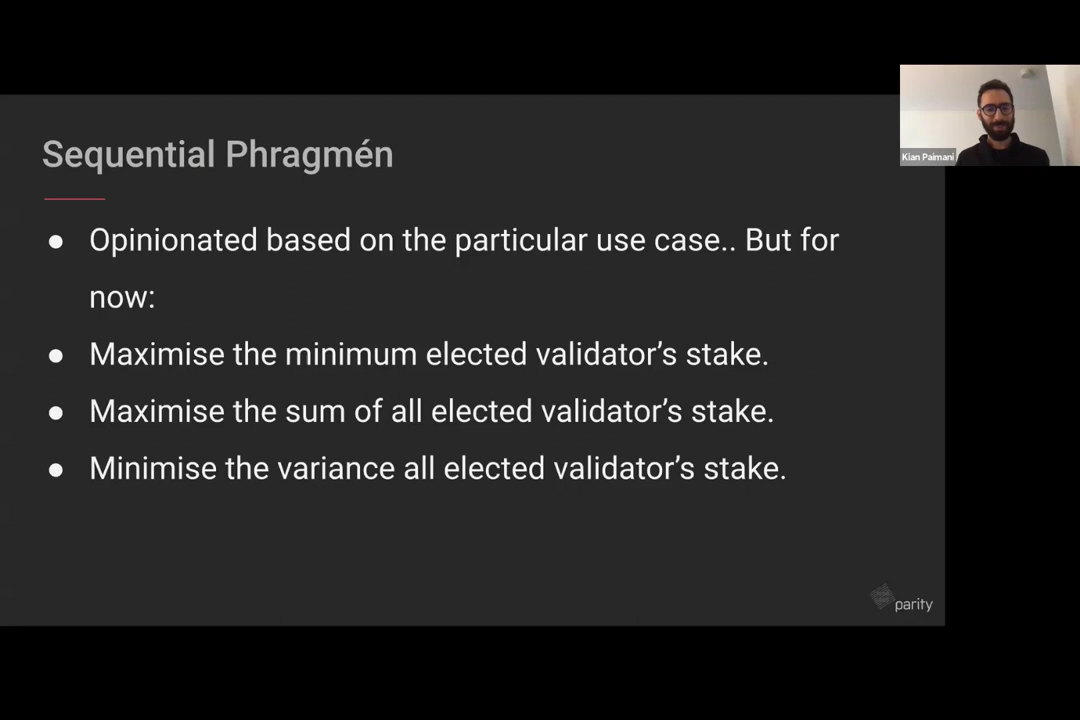 Sequential Phragmén
● Opinionated based on the particular use case.. But for
now:
● Maximise the minimum elected validator’s stake.
● Maximise the sum of all elected validator’s stake.
● Minimise the variance all elected validator’s stake.
Kian Paimani
parity